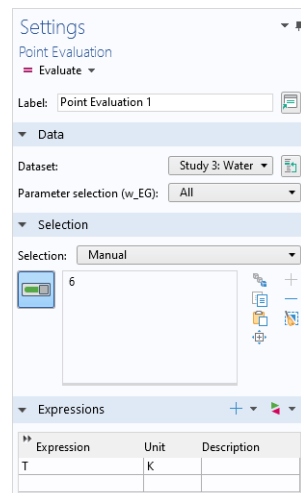 Settings
Point Evaluation
= Evaluate
Label: Point Evaluation 1
Data
Dataset: Study 3: Water
Parameter selection (w_EG): All
Selection
Selection: Manual
6
Expressions
Expression Unit Description
T K